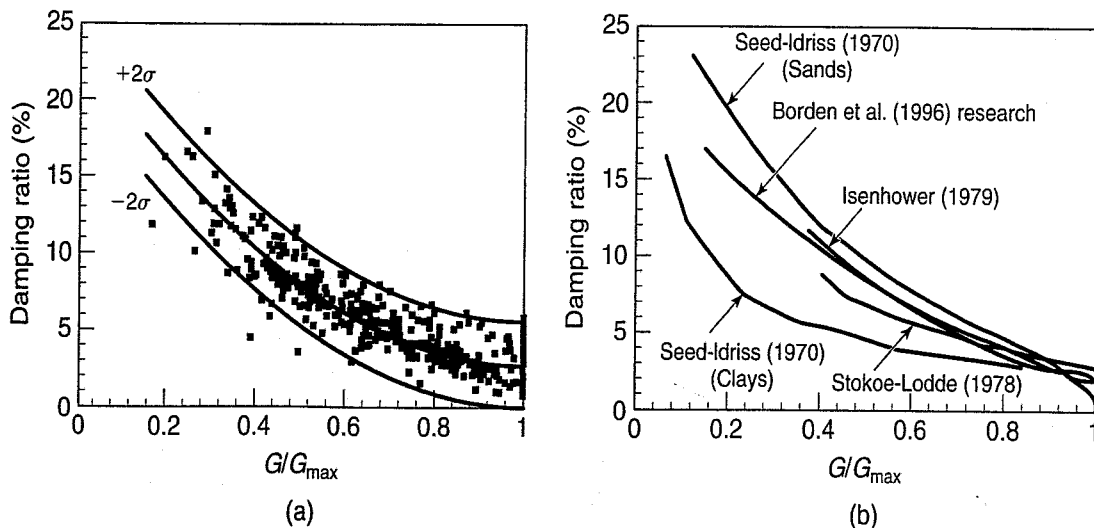 25
20
15
10
5
0
0
0.2
0.4
0.6
0.8
1
Damping ratio (%)
G/Gmax
+2σ
−2σ
(a)
25
20
15
10
5
0
0
0.2
0.4
0.6
0.8
1
Damping ratio (%)
G/Gmax
Seed-Idriss (1970)
(Sands)
Borden et al. (1996) research
Isenhower (1979)
Seed-Idriss (1970)
(Clays)
Stokoe-Lodde (1978)
(b)